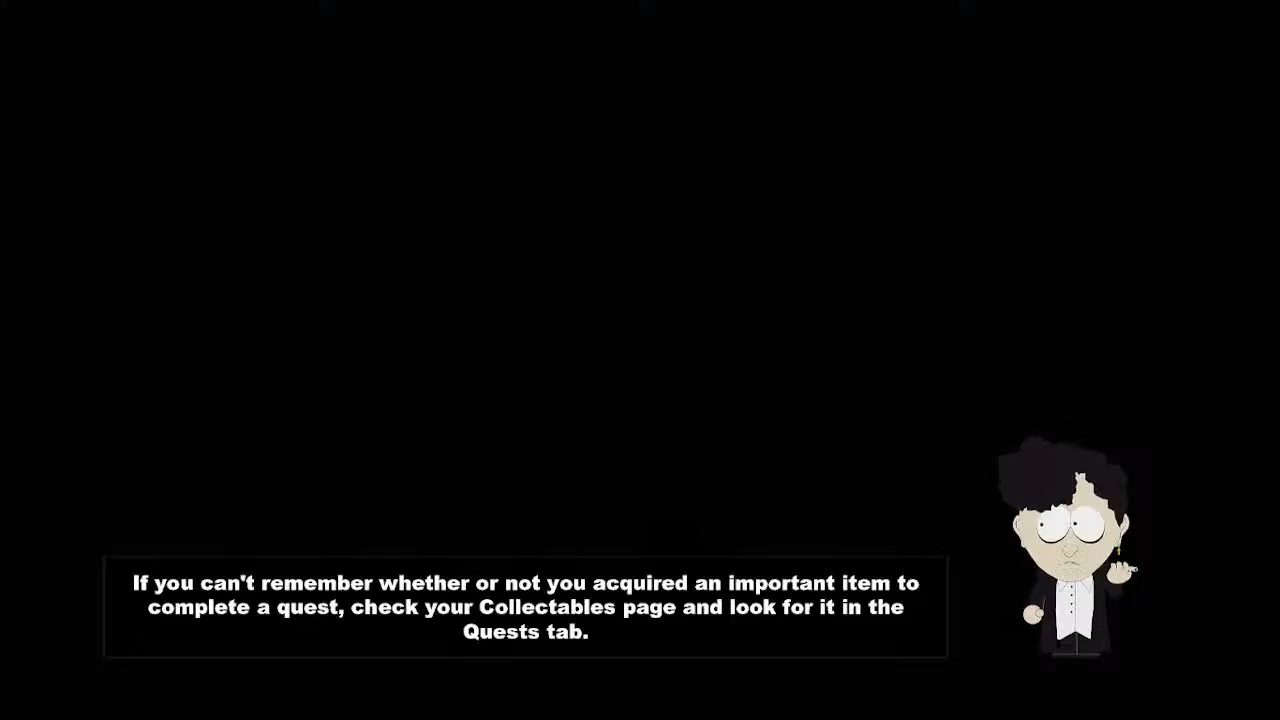 If you can't remember whether or not you acquired an important item to
complete a quest, check your Collectables page and look for it in the
Quests tab.